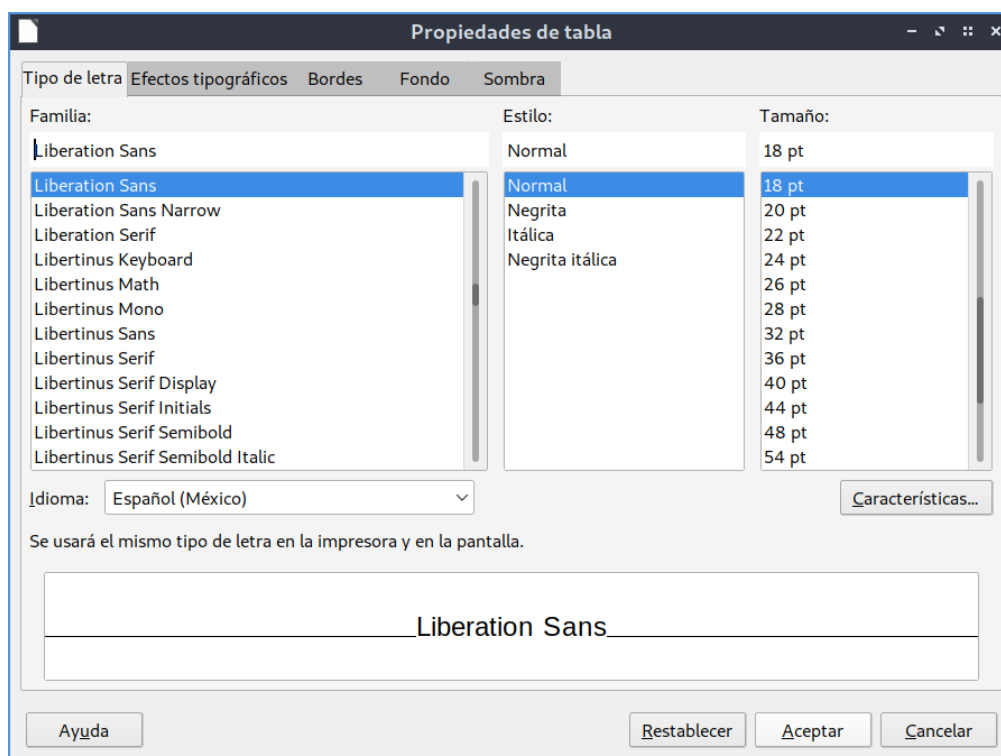 Propiedades de tabla
Tipo de letra Efectos tipográficos Bordes Fondo Sombra
Familia: Estilo: Tamaño:
Liberation Sans Normal 18 pt
Liberation Sans Normal 18 pt
Liberation Sans Narrow Negrita 20 pt
Liberation Serif Itálica 22 pt
Libertinus Keyboard Negrita itálica 24 pt
Libertinus Math 26 pt
Libertinus Mono 28 pt
Libertinus Sans 32 pt
Libertinus Serif 36 pt
Libertinus Serif Display 40 pt
Libertinus Serif Initials 44 pt
Libertinus Serif Semibold 48 pt
Libertinus Serif Semibold Italic 54 pt
Idioma: Español (México) Características...
Se usará el mismo tipo de letra en la impresora y en la pantalla.
Liberation Sans
Ayuda Restablecer Aceptar Cancelar